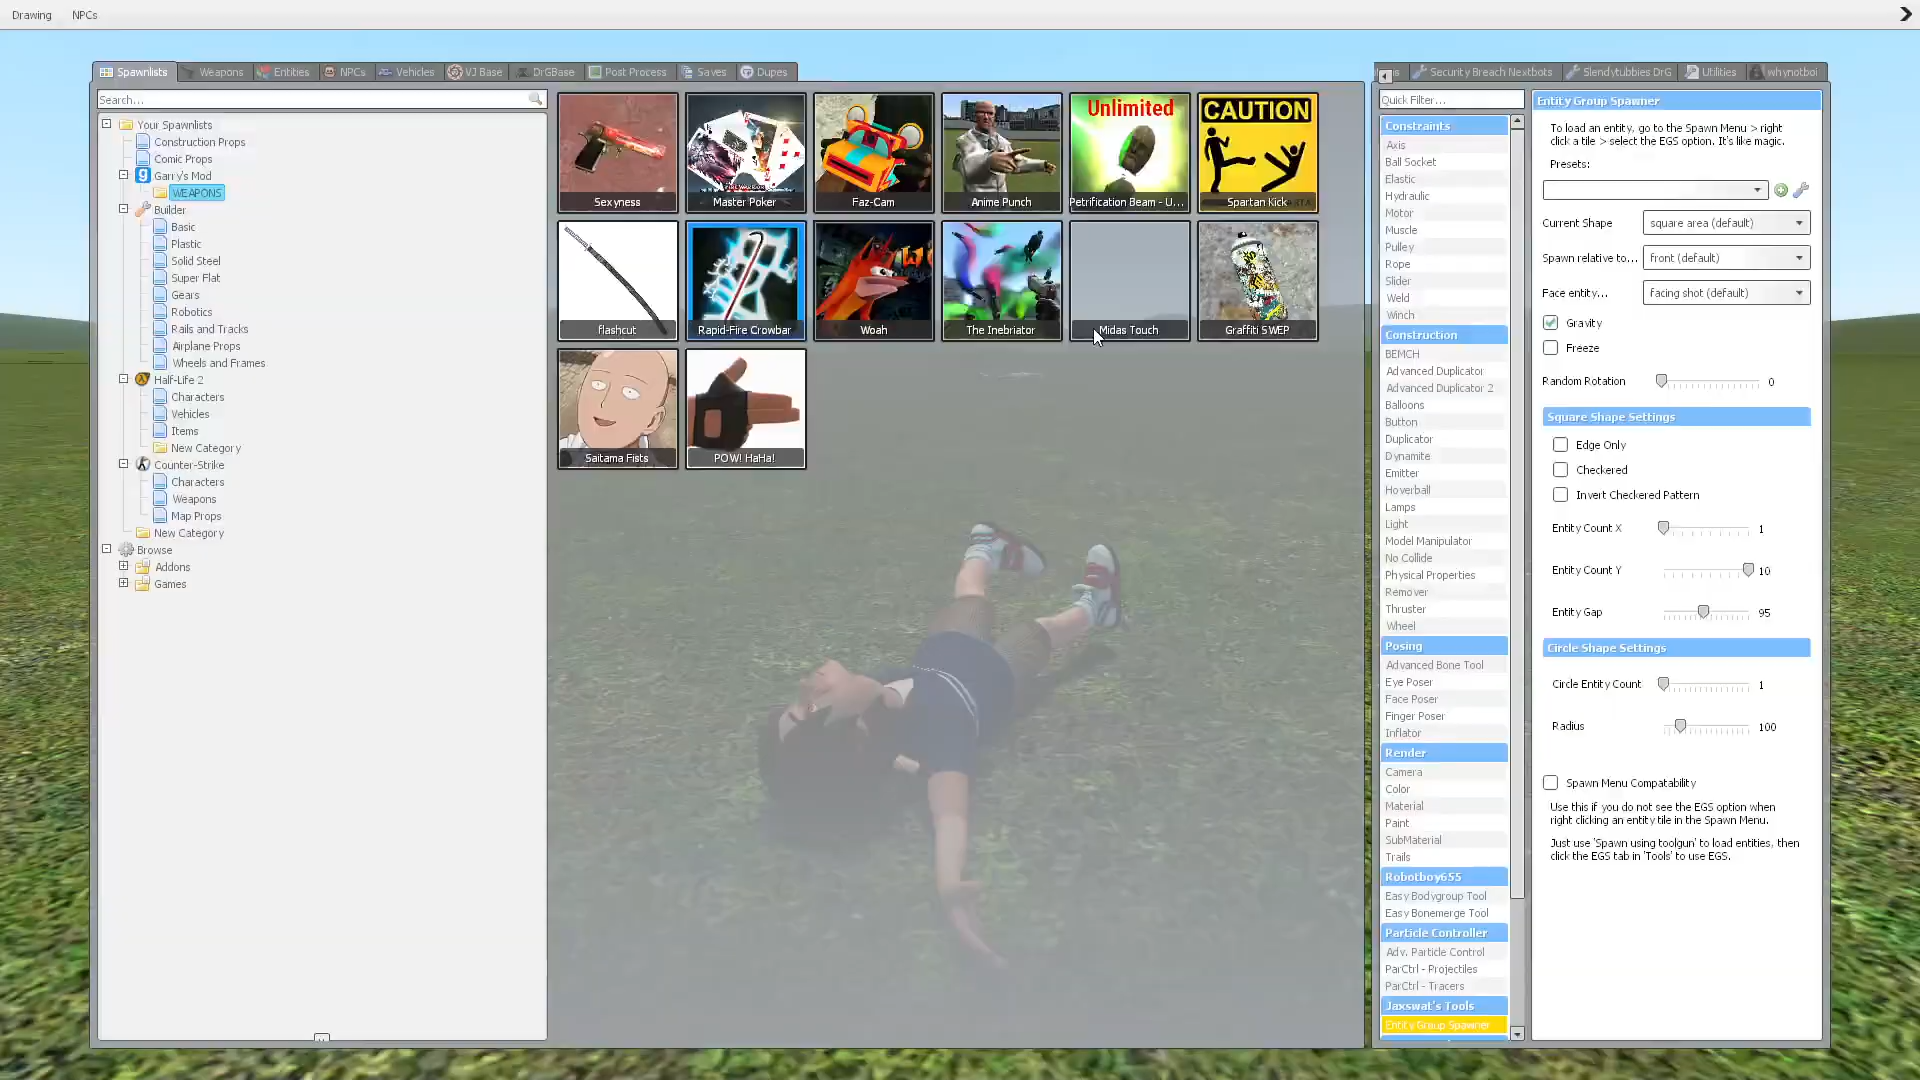 Drawing NPCs
Spawnlists Weapons Entities NPCs Vehicles VJ Base DrGBase Post Process Saves Dupes
Security Breach Nextbots Slendytubbies DrG Utilities whynotboi
Search...
Your Spawnlists
Construction Props
Comic Props
Garry's Mod
WEAPONS
Builder
Basic
Plastic
Solid Steel
Super Flat
Gears
Robotics
Rails and Tracks
Airplane Props
Wheels and Frames
Half-Life 2
Characters
Vehicles
Items
New Category
Counter-Strike
Characters
Weapons
Map Props
New Category
Browse
Addons
Games
Unlimited
CAUTION
Sexyness Master Poker Faz-Cam Anime Punch Petrification Beam - U... Spartan Kick
flashcut Rapid-Fire Crowbar Woah The Inebriator Midas Touch Graffiti SWEP
Saitama Fists POW! HaHa!
Quick Filter...
Constraints
Axis
Ball Socket
Elastic
Hydraulic
Motor
Muscle
Pulley
Rope
Slider
Weld
Winch
Construction
BEMCH
Advanced Duplicator
Advanced Duplicator 2
Balloons
Button
Duplicator
Dynamite
Emitter
Hoverball
Lamps
Light
Model Manipulator
No Collide
Physical Properties
Remover
Thruster
Wheel
Posing
Advanced Bone Tool
Eye Poser
Face Poser
Finger Poser
Inflator
Render
Camera
Color
Material
Paint
SubMaterial
Trails
Robotboy655
Easy Bodygroup Tool
Easy Bonemerge Tool
Particle Controller
Adv. Particle Control
ParCtrl - Projectiles
ParCtrl - Tracers
Jaxswat's Tools
Entity Group Spawner
Entity Group Spawner
To load an entity, go to the Spawn Menu > right
click a tile > select the EGS option. It's like magic.
Presets:
Current Shape square area (default)
Spawn relative to... front (default)
Face entity... facing shot (default)
Gravity
Freeze
Random Rotation 0
Square Shape Settings
Edge Only
Checkered
Invert Checkered Pattern
Entity Count X 1
Entity Count Y 10
Entity Gap 95
Circle Shape Settings
Circle Entity Count 1
Radius 100
Spawn Menu Compatability
Use this if you do not see the EGS option when
right clicking an entity tile in the Spawn Menu.
Just use 'Spawn using toolgun' to load entities, then
click the EGS tab in 'Tools' to use EGS.